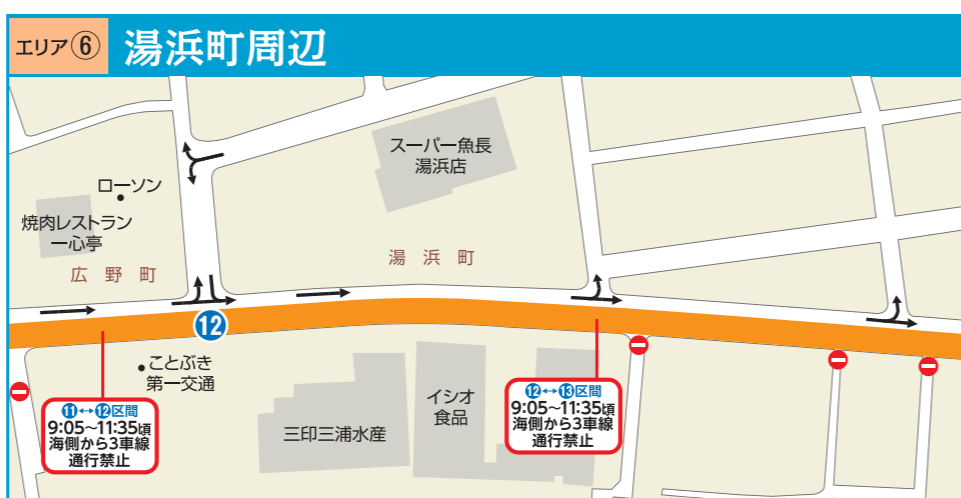 エリア⑥ 湯浜町周辺
スーパー魚長
湯浜店
ローソン
焼肉レストラン
一心亭
広野町
湯浜町
⑫
ことぶき
第一交通
⑪↔⑫区間
9:05~11:35頃
海側から3車線
通行禁止
三印三浦水産
イシオ
食品
⑫↔⑬区間
9:05~11:35頃
海側から3車線
通行禁止